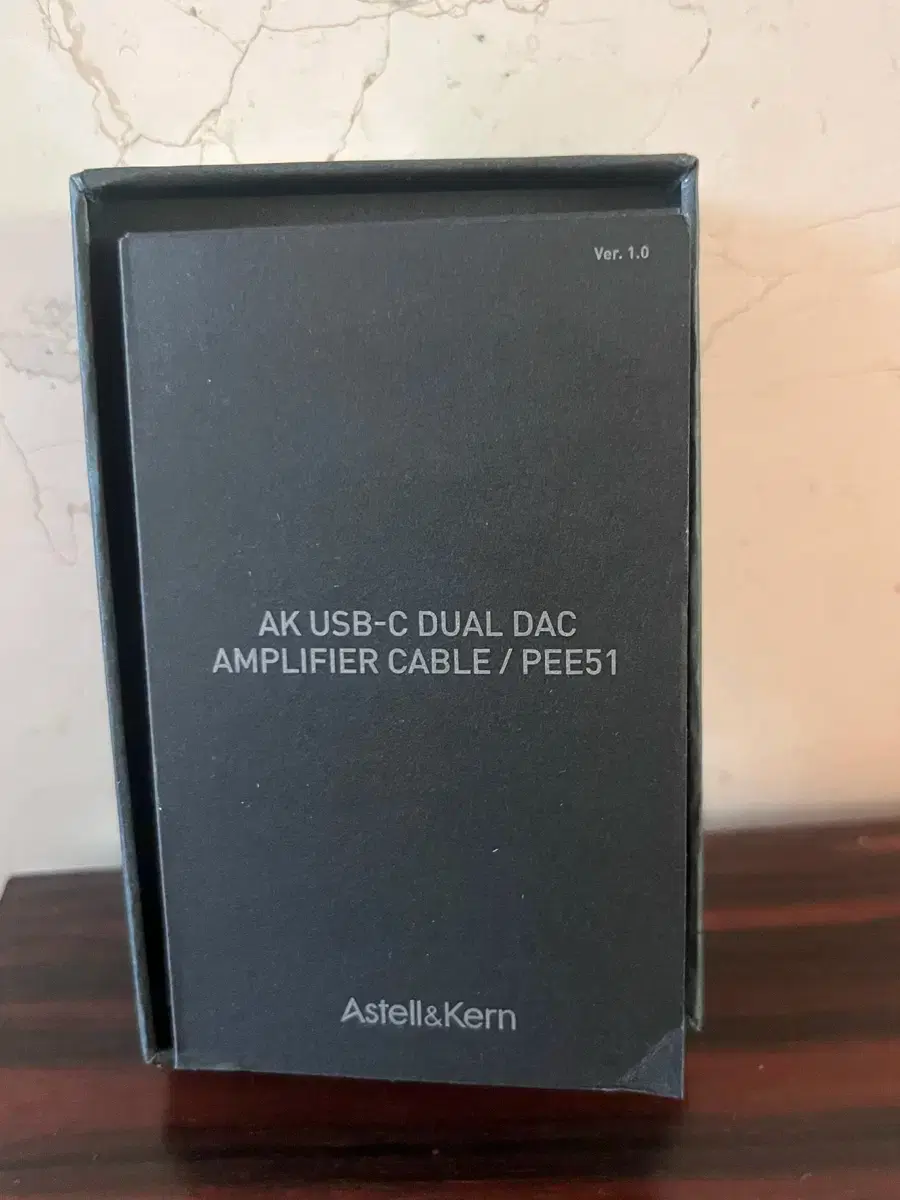 Ver. 1.0
AK USB-C DUAL DAC
AMPLIFIER CABLE / PEE51
Astell&Kern